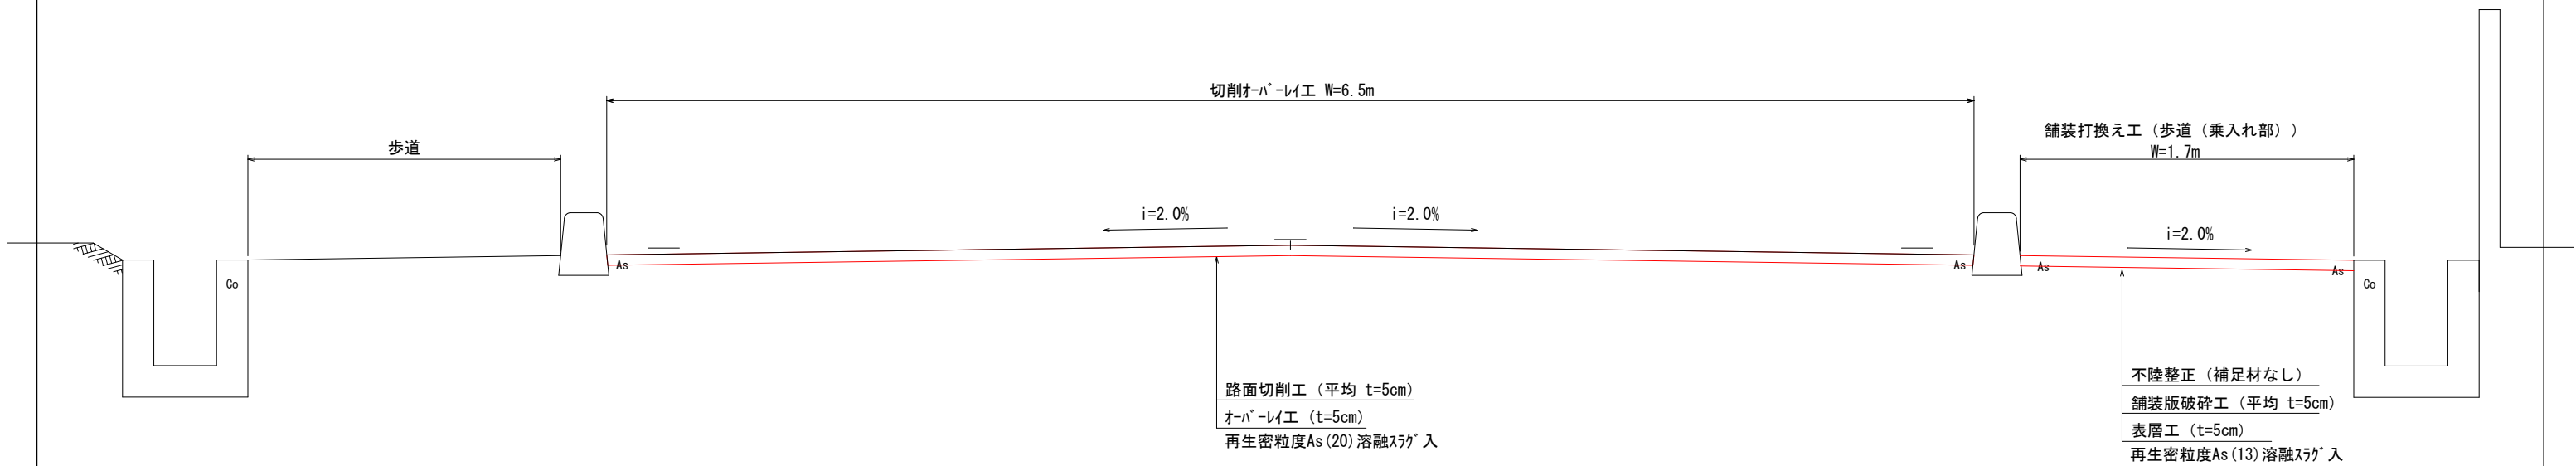 切削ｵｰﾊﾞｰﾚｲ工 W=6.5m
舗装打換え工（歩道（乗入れ部））
W=1.7m
歩道
i=2.0%
i=2.0%
i=2.0%
As
As
As
As
Co
Co
路面切削工（平均 t=5cm）
ｵｰﾊﾞｰﾚｲ工（t=5cm）
再生密粒度As(20)溶融ｽﾗｸﾞ入
不陸整正（補足材なし）
舗装版破砕工（平均 t=5cm）
表層工（t=5cm）
再生密粒度As(13)溶融ｽﾗｸﾞ入